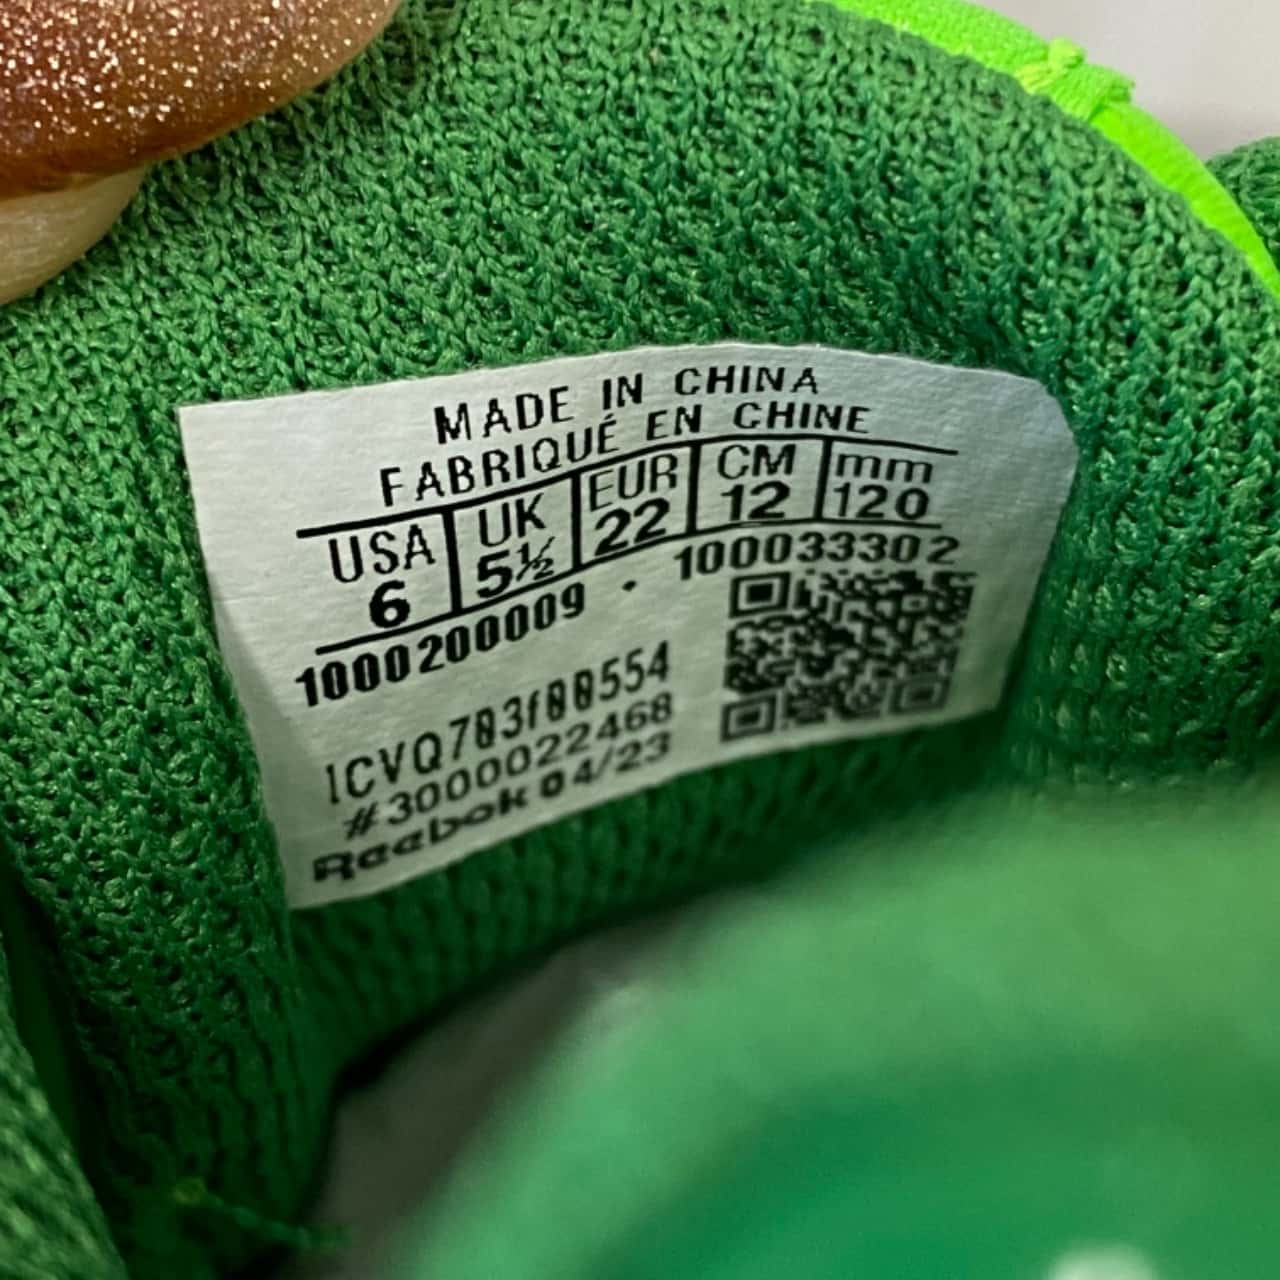 MADE IN CHINA
FABRIQUÉ EN CHINE
USA UK EUR CM mm
6 5½ 22 12 120
1000200009 · 100033302
1CVQ703f00554
#3000022468
Reebok 04/23